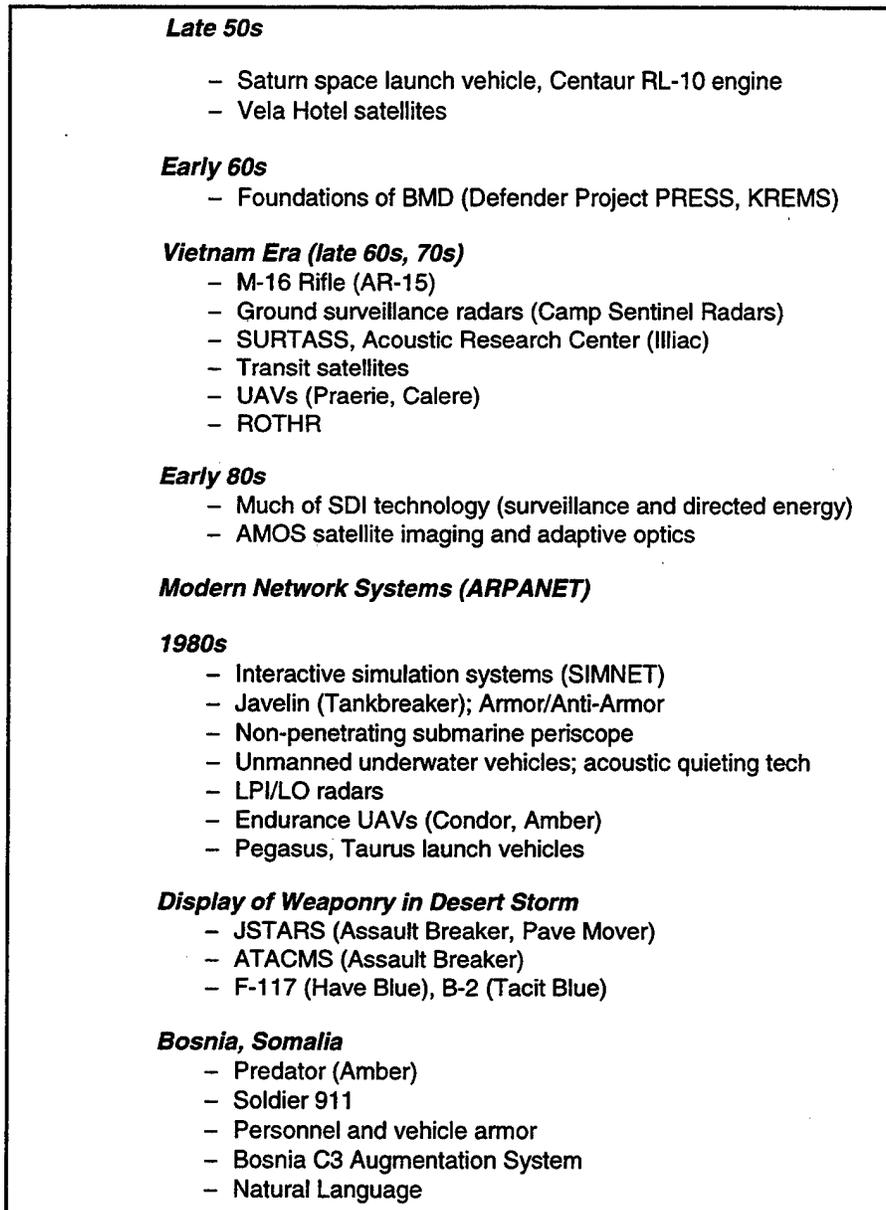 Late 50s
– Saturn space launch vehicle, Centaur RL-10 engine
– Vela Hotel satellites
Early 60s
– Foundations of BMD (Defender Project PRESS, KREMS)
Vietnam Era (late 60s, 70s)
– M-16 Rifle (AR-15)
– Ground surveillance radars (Camp Sentinel Radars)
– SURTASS, Acoustic Research Center (Illiac)
– Transit satellites
– UAVs (Praerie, Calere)
– ROTHR
Early 80s
– Much of SDI technology (surveillance and directed energy)
– AMOS satellite imaging and adaptive optics
Modern Network Systems (ARPANET)
1980s
– Interactive simulation systems (SIMNET)
– Javelin (Tankbreaker); Armor/Anti-Armor
– Non-penetrating submarine periscope
– Unmanned underwater vehicles; acoustic quieting tech
– LPI/LO radars
– Endurance UAVs (Condor, Amber)
– Pegasus, Taurus launch vehicles
Display of Weaponry in Desert Storm
– JSTARS (Assault Breaker, Pave Mover)
– ATACMS (Assault Breaker)
– F-117 (Have Blue), B-2 (Tacit Blue)
Bosnia, Somalia
– Predator (Amber)
– Soldier 911
– Personnel and vehicle armor
– Bosnia C3 Augmentation System
– Natural Language